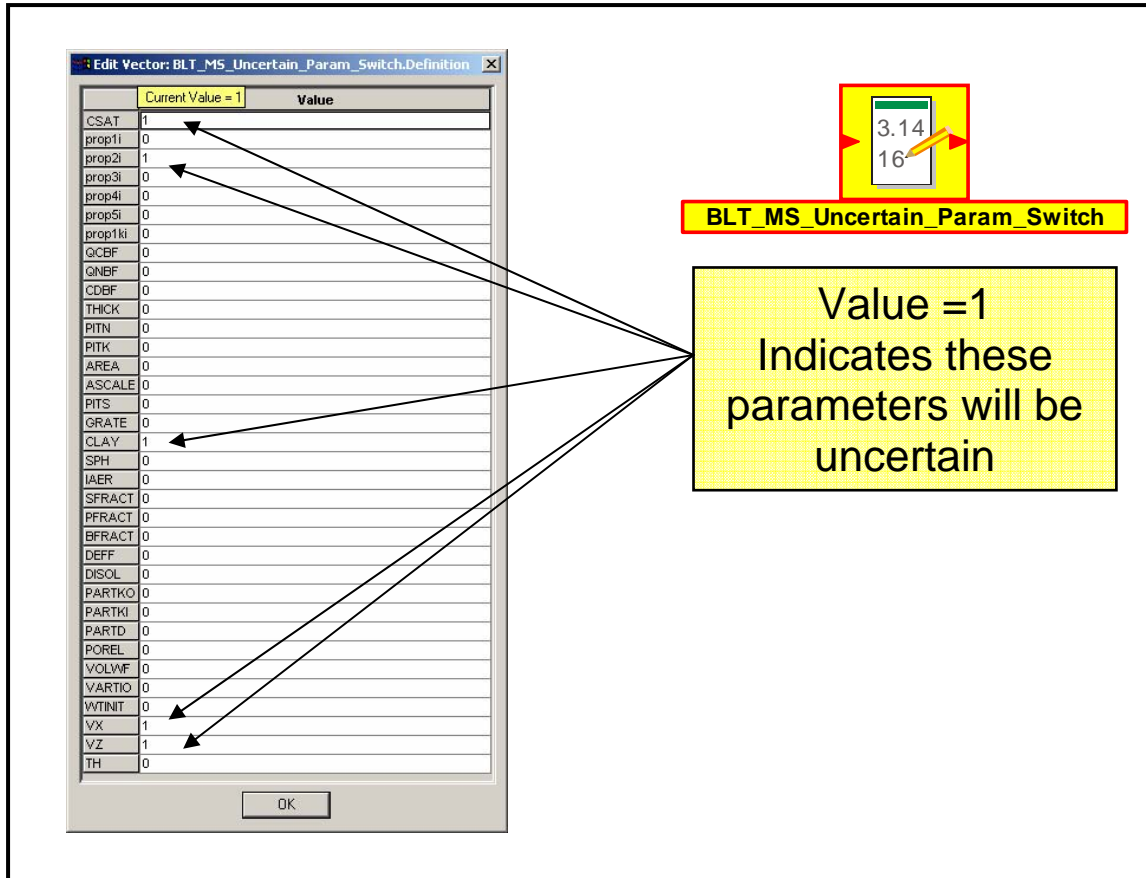 Edit Vector: BLT_MS_Uncertain_Param_Switch.Definition
Current Value = 1 Value
CSAT 1
prop1i 0
prop2i 1
prop3i 0
prop4i 0
prop5i 0
prop1ki 0
QCBF 0
QNBF 0
CDBF 0
THICK 0
PITN 0
PITK 0
AREA 0
ASCALE 0
PITS 0
GRATE 0
CLAY 1
SPH 0
IAER 0
SFRACT 0
PFRACT 0
BFRACT 0
DEFF 0
DISOL 0
PARTKO 0
PARTKI 0
PARTD 0
POREL 0
VOLWF 0
VARTIO 0
WTINIT 0
VX 1
VZ 1
TH 0
OK
3.14
16
BLT_MS_Uncertain_Param_Switch
Value =1
Indicates these
parameters will be
uncertain